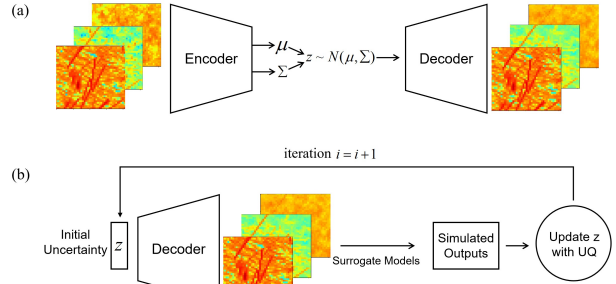 (a)
Encoder
μ
Σ
z ~ N(μ,Σ)
Decoder
iteration i = i+1
(b)
Initial
Uncertainty
z
Decoder
Surrogate Models
Simulated
Outputs
Update z
with UQ